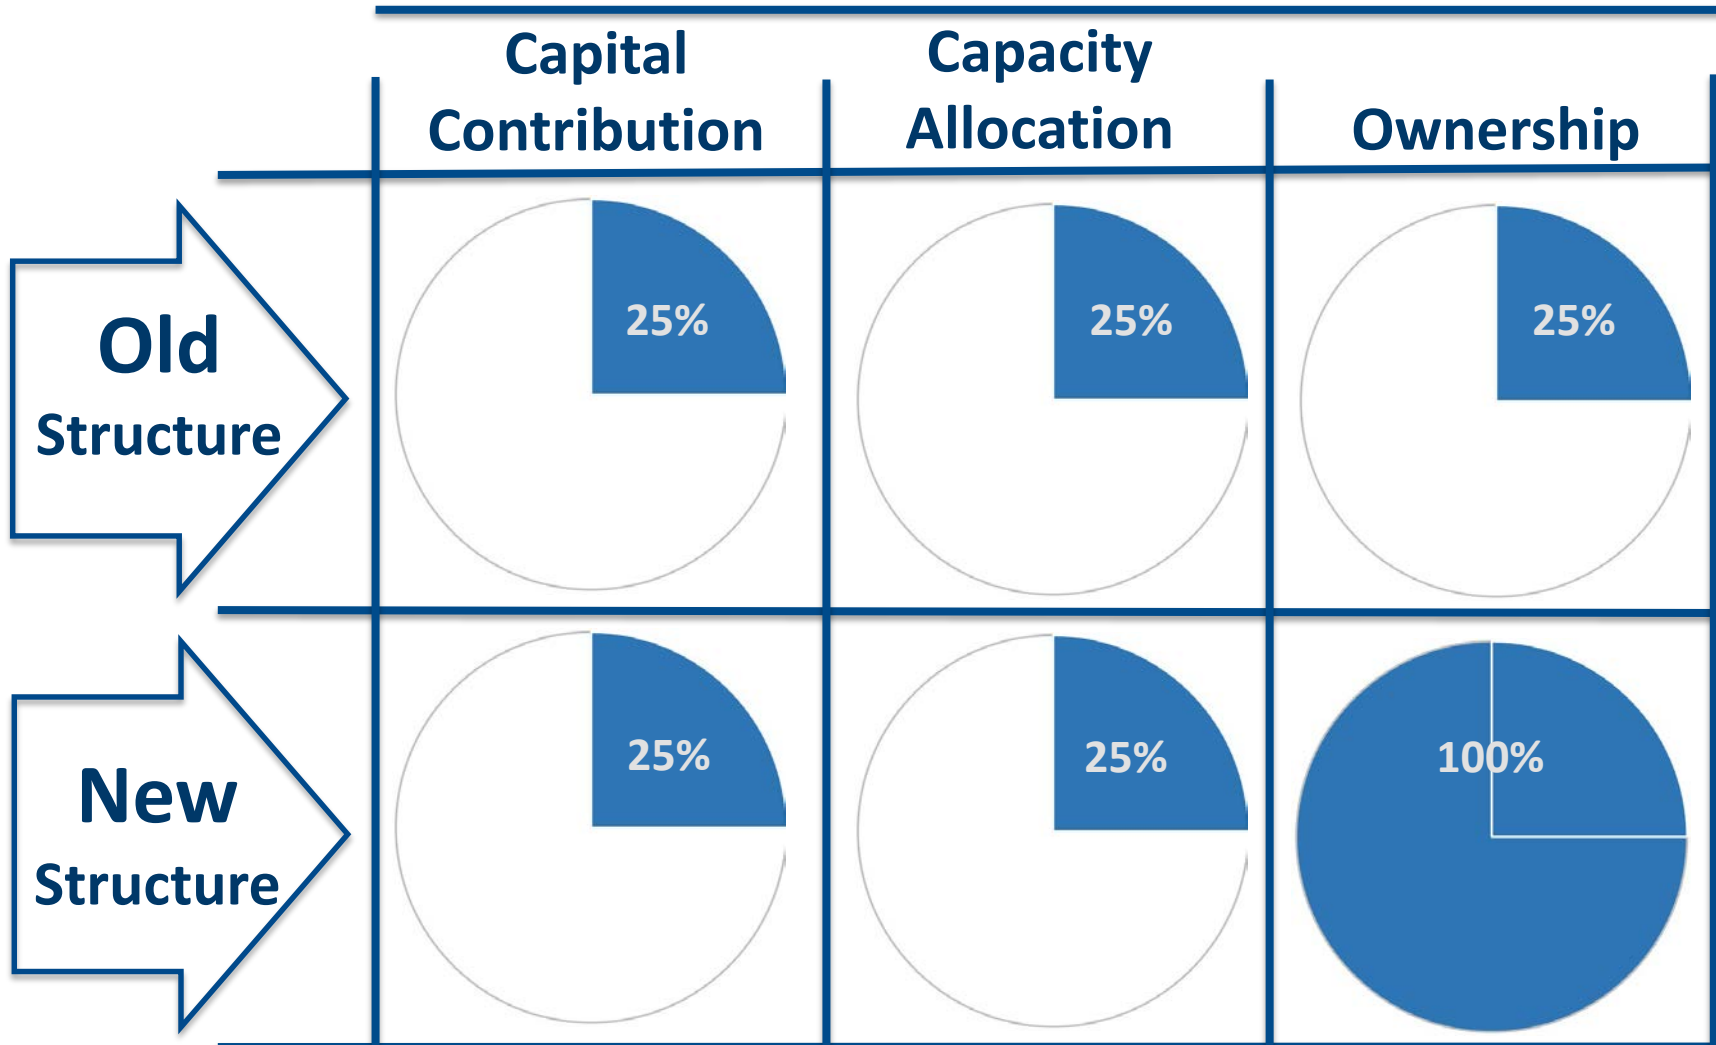 Capital
Contribution
Capacity
Allocation
Ownership
Old
Structure
25%
25%
25%
New
Structure
25%
25%
100%